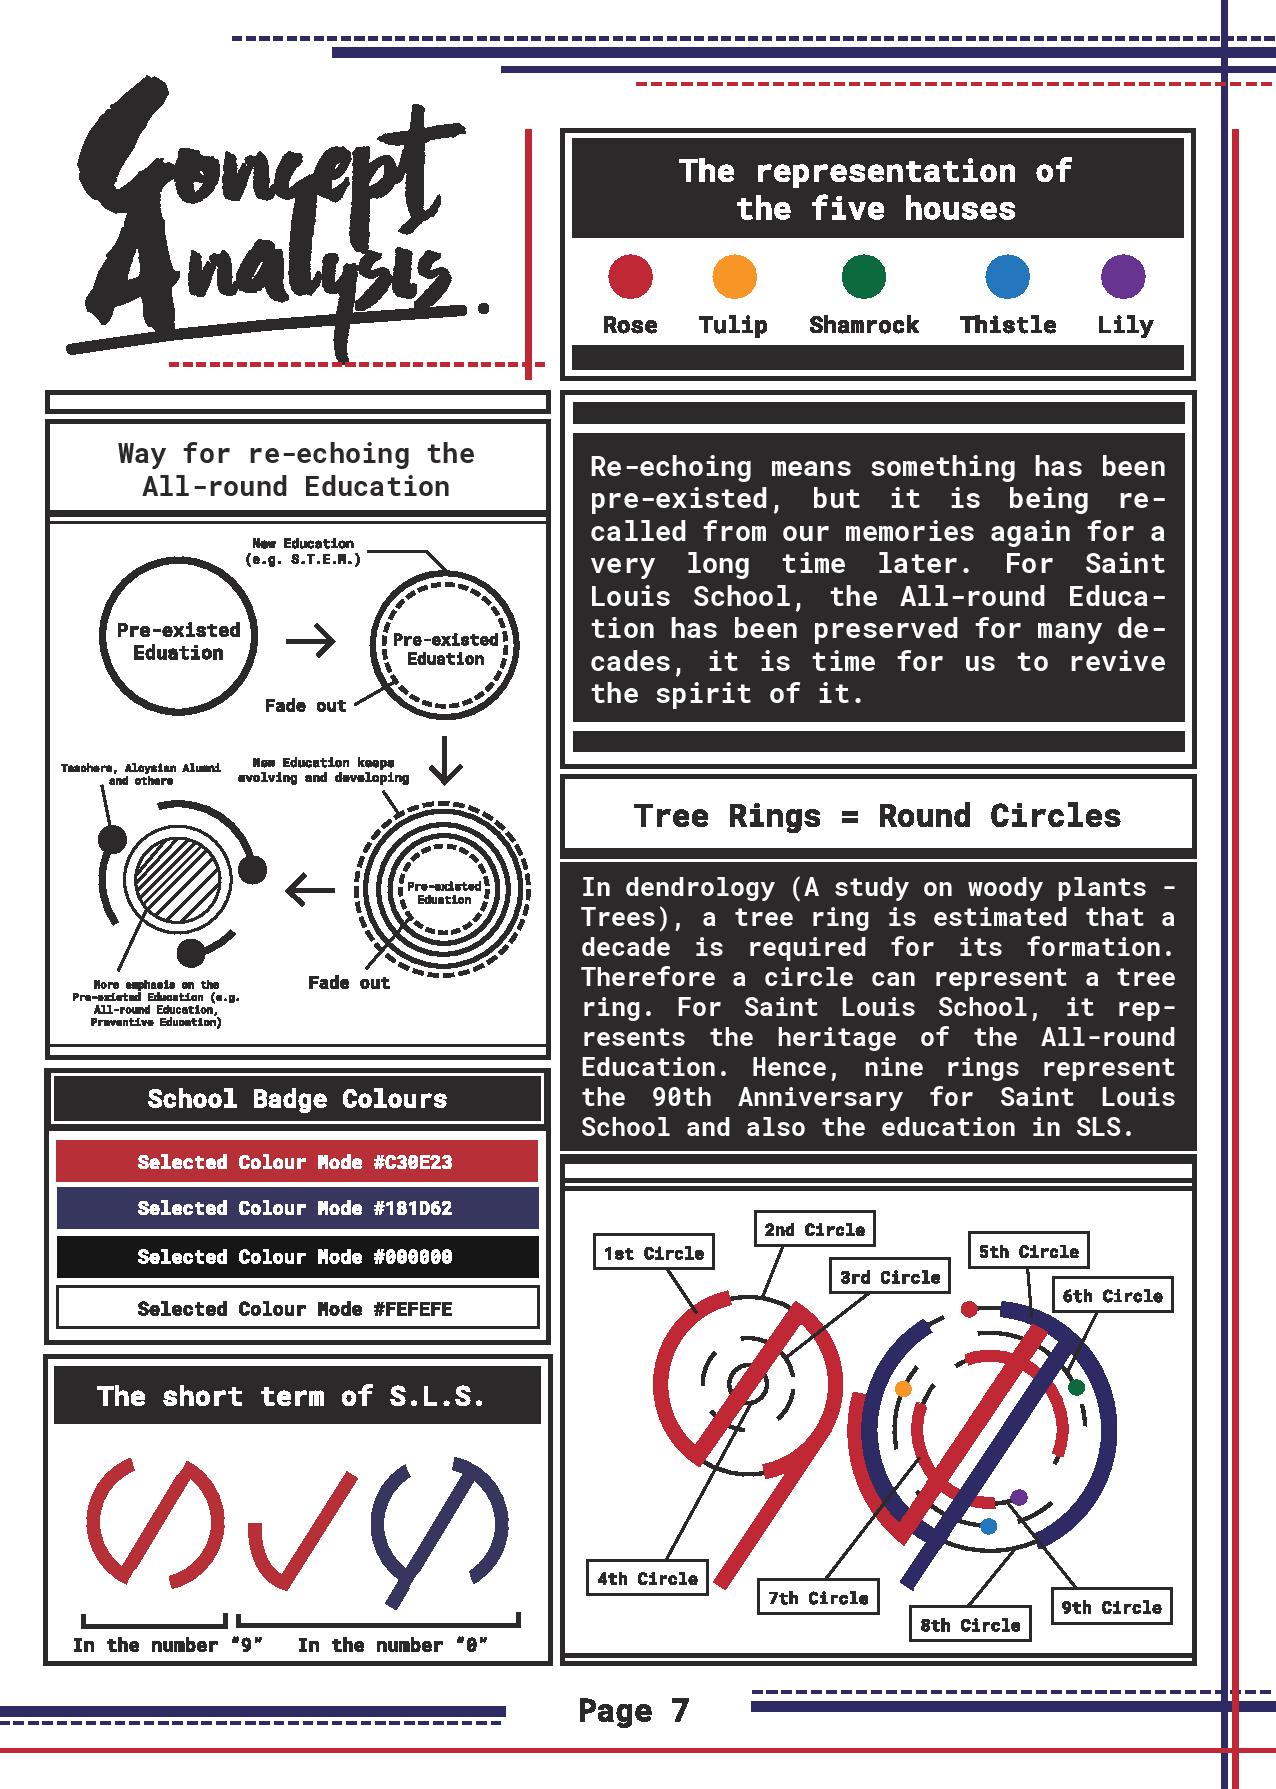 Concept
Analysis.
The representation of
the five houses
Rose Tulip Shamrock Thistle Lily
Way for re-echoing the
All-round Education
New Education
(e.g. S.T.E.M.)
Pre-existed
Eduation
Pre-existed
Eduation
Fade out
Teachers, Aloysian Alumni
and others
New Education keeps
evolving and developing
Pre-existed
Eduation
Fade out
More emphasis on the
Pre-existed Education (e.g.
All-round Education,
Preventive Education)
Re-echoing means something has been
pre-existed, but it is being re-
called from our memories again for a
very long time later. For Saint
Louis School, the All-round Educa-
tion has been preserved for many de-
cades, it is time for us to revive
the spirit of it.
Tree Rings = Round Circles
In dendrology (A study on woody plants -
Trees), a tree ring is estimated that a
decade is required for its formation.
Therefore a circle can represent a tree
ring. For Saint Louis School, it rep-
resents the heritage of the All-round
Education. Hence, nine rings represent
the 90th Anniversary for Saint Louis
School and also the education in SLS.
School Badge Colours
Selected Colour Mode #C30E23
Selected Colour Mode #181D62
Selected Colour Mode #000000
Selected Colour Mode #FEFEFE
The short term of S.L.S.
In the number “9”
In the number “0”
1st Circle
2nd Circle
3rd Circle
4th Circle
5th Circle
6th Circle
7th Circle
8th Circle
9th Circle
Page 7